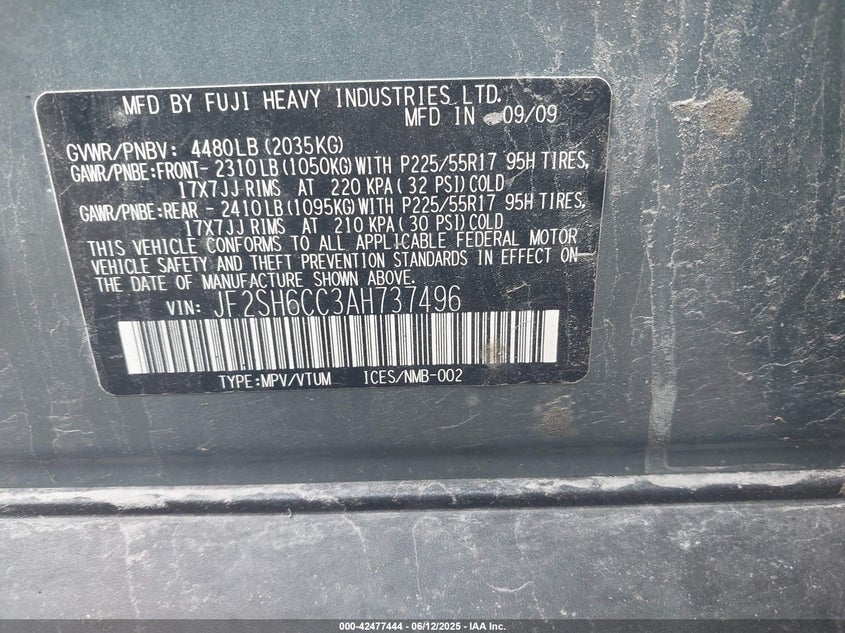 MFD BY FUJI HEAVY INDUSTRIES LTD.
MFD IN 09/09
GVWR/PNBV: 4480LB (2035KG)
GAWR/PNBE:FRONT- 2310LB(1050KG)WITH P225/55R17 95H TIRES,
17X7JJ RIMS AT 220 KPA( 32 PSI)COLD
GAWR/PNBE:REAR - 2410LB(1095KG)WITH P225/55R17 95H TIRES,
17X7JJ RIMS AT 210 KPA( 30 PSI)COLD
THIS VEHICLE CONFORMS TO ALL APPLICABLE FEDERAL MOTOR
VEHICLE SAFETY AND THEFT PREVENTION STANDARDS IN EFFECT ON
THE DATE OF MANUFACTURE SHOWN ABOVE.
VIN: JF2SH6CC3AH737496
TYPE:MPV/VTUM ICES/NMB-002
000-42477444 - 06/12/2025 - IAA Inc.